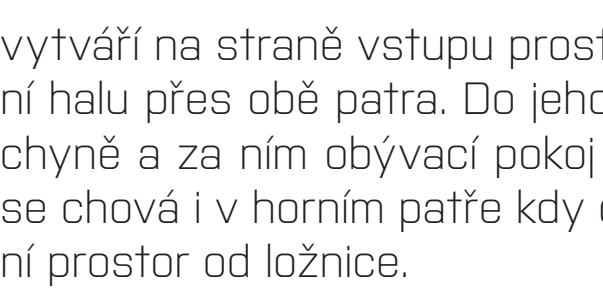 vytváří na straně vstupu prost
ní halu přes obě patra. Do jeho
chyně a za ním obývací pokoj
se chová i v horním patře kdy
ní prostor od ložnice.